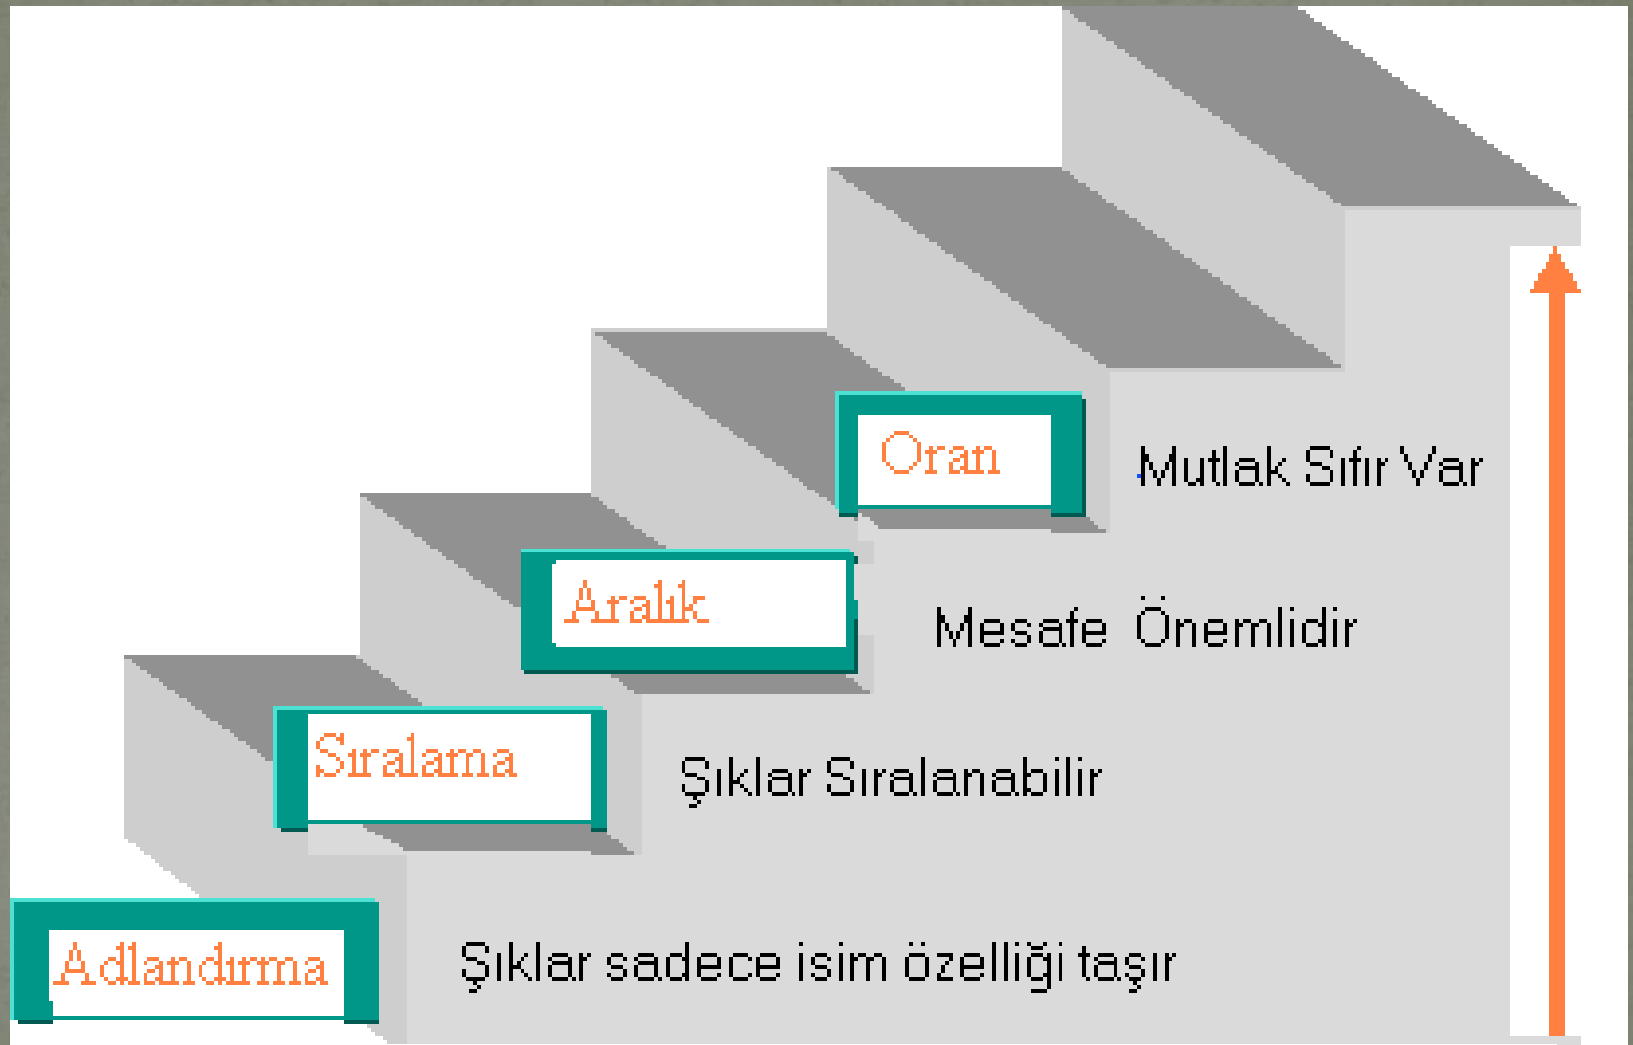 Oran Mutlak Sıfır Var
Aralık Mesafe Önemlidir
Sıralama Şıklar Sıralanabilir
Adlandırma Şıklar sadece isim özelliği taşır